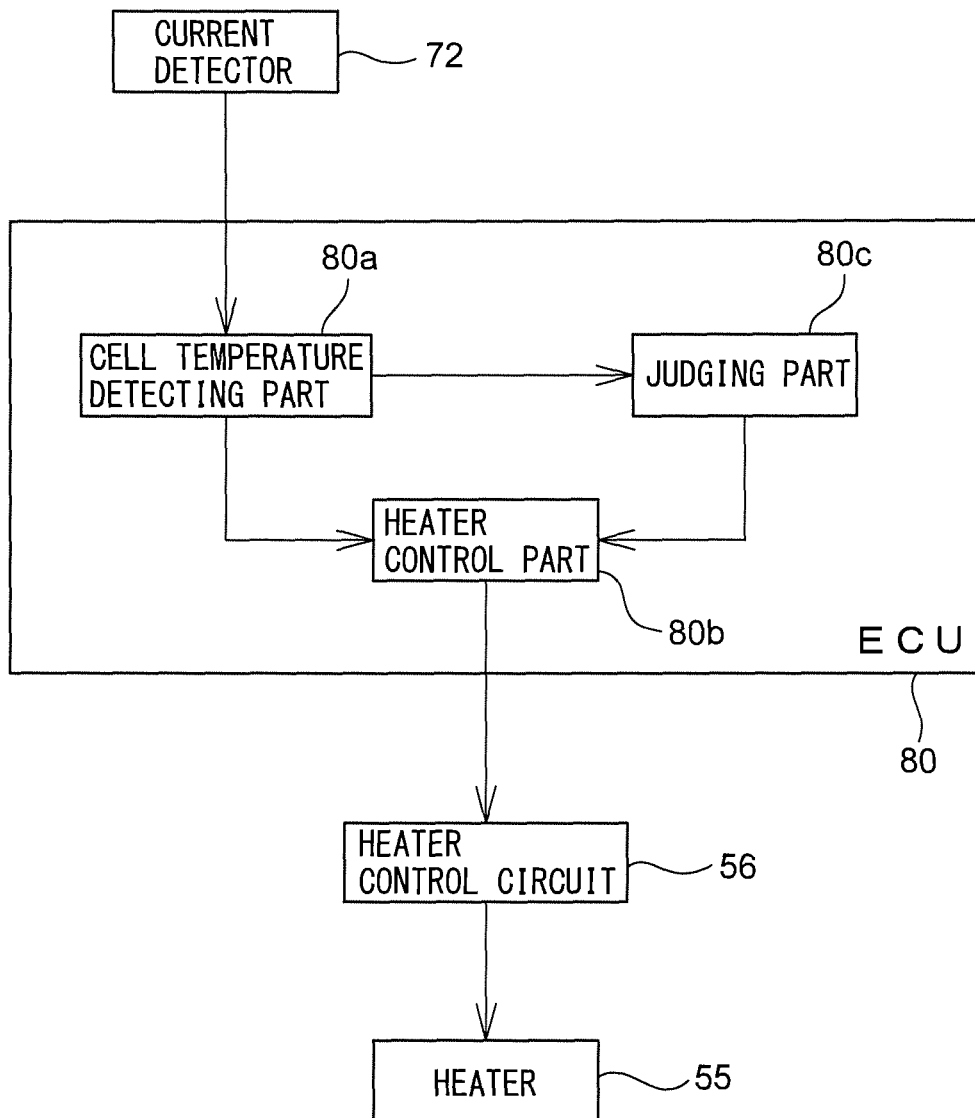 CURRENT
DETECTOR
72
80a
80c
CELL TEMPERATURE
DETECTING PART
JUDGING PART
HEATER
CONTROL PART
80b
ECU
80
HEATER
CONTROL CIRCUIT
56
HEATER
55